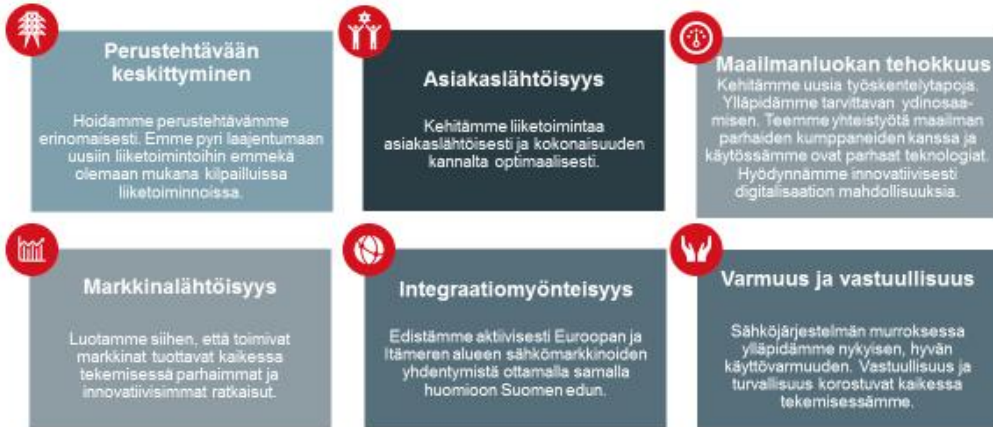 Perustehtävään
keskittyminen
Hoidamme perustehtävämme
erinomaisesti. Emme pyri laajentumaan
uusiin liiketoimintoihin emmekä
olemaan mukana kilpailluissa
liiketoiminnoissa.
Asiakaslähtöisyys
Kehitämme liiketoimintaa
asiakaslähtöisesti ja kokonaisuuden
kannalta optimaalisesti.
Maailmanluokan tehokkuus
Kehitämme uusia työskentelytapoja.
Ylläpidämme tarvittavan ydinosaa-
misen. Teemme yhteistyötä maailman
parhaiden kumppaneiden kanssa ja
käytössämme ovat parhaat teknologiat.
Hyödynnämme innovatiivisesti
digitalisaation mahdollisuuksia.
Markkinalähtöisyys
Luotamme siihen, että toimivat
markkinat tuottavat kaikessa
tekemisessä parhaimmat ja
innovatiivisimmat ratkaisut.
Integraatiomyönteisyys
Edistämme aktiivisesti Euroopan ja
Itämeren alueen sähkömarkkinoiden
yhdentymistä ottamalla samalla
huomioon Suomen edun.
Varmuus ja vastuullisuus
Sähköjärjestelmän murroksessa
ylläpidämme nykyisen, hyvän
käyttövarmuuden. Vastuullisuus ja
turvallisuus korostuvat kaikessa
tekemisessämme.